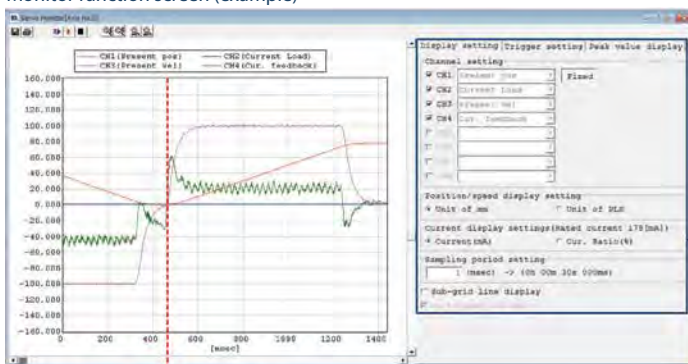 Monitor function screen (example)
Servo Monitor[Axis No.0]
CH1(Present pos)
CH2(Current Load)
CH3(Present Vel)
CH4(Cur. feedback)
160.000
140.000
120.000
100.000
80.000
60.000
40.000
20.000
0.000
-20.000
-40.000
-60.000
-80.000
-100.000
-120.000
-140.000
-160.000
0
200
400
600
800
1000
1200
1400
[msec]
Display setting
Trigger setting
Peak value display
Channel setting
CH1
Present pos
Fixed
CH2
Current Load
CH3
Present Vel
CH4
Cur. feedback
Position/speed display setting
Unit of mm
Unit of PLS
Current display settings(Rated current 178[mA])
Current(mA)
Cur. Ratio(%)
Sampling period setting
1 (msec) -> (0h 00m 30s 000ms)
Sub-grid line display